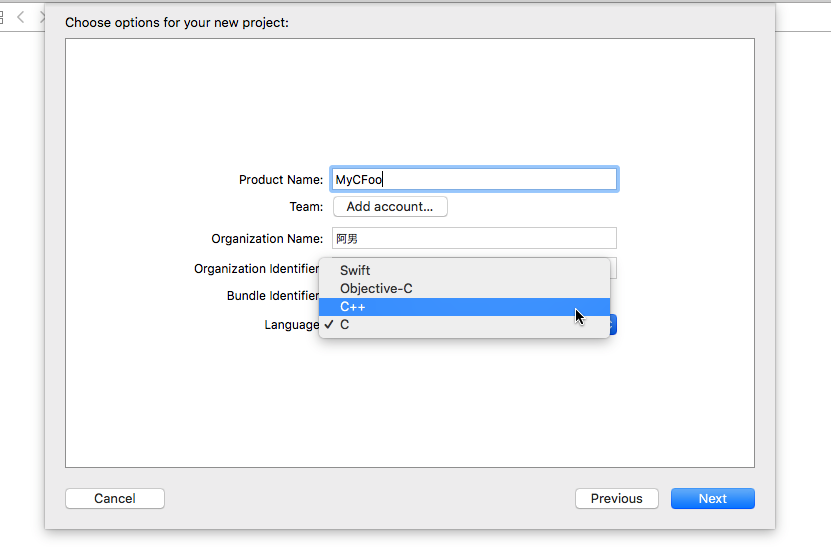 Choose options for your new project:
Product Name: MyCFoo
Team: Add account...
Organization Name: 阿男
Organization Identifier
Swift
Objective-C
Bundle Identifier
C++
Language ✓ C
Cancel Previous Next